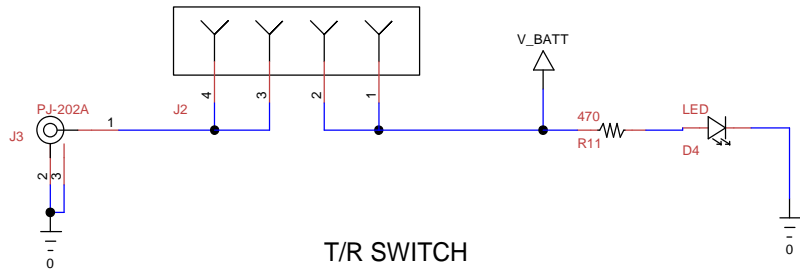 V_BATT
PJ-202A
J3
1
J2
4
3
2
1
470
R11
LED
D4
2
3
0
0
T/R SWITCH